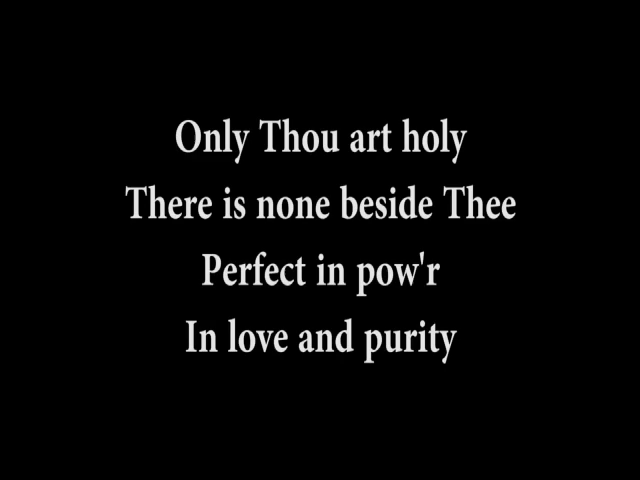 Only Thou art holy
There is none beside Thee
Perfect in pow'r
In love and purity